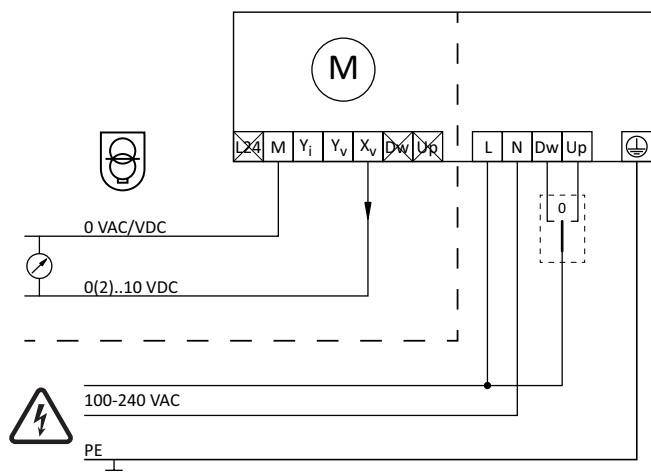 M
L24 M Yi Yv Xv Dw Up L N Dw Up
0
0 VAC/VDC
0(2)..10 VDC
100-240 VAC
PE